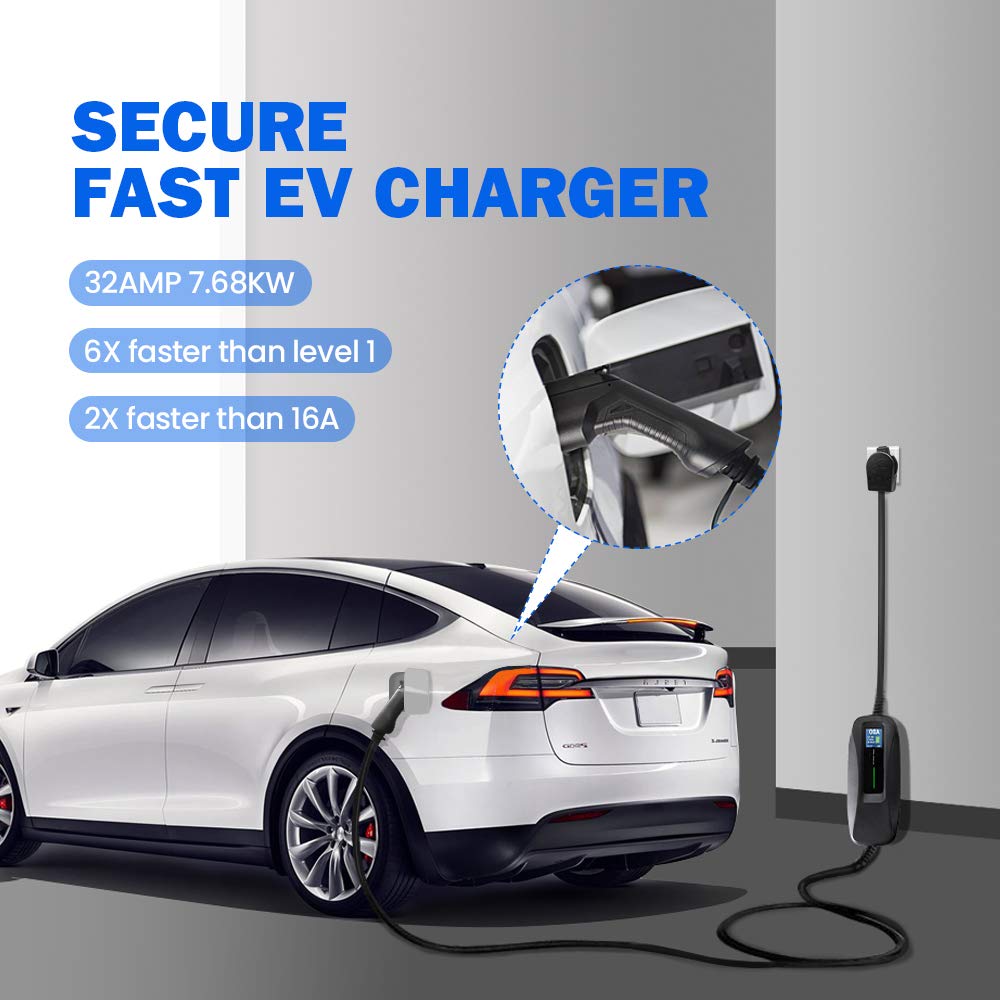 SECURE
FAST EV CHARGER
32AMP 7.68KW
6X faster than level 1
2X faster than 16A